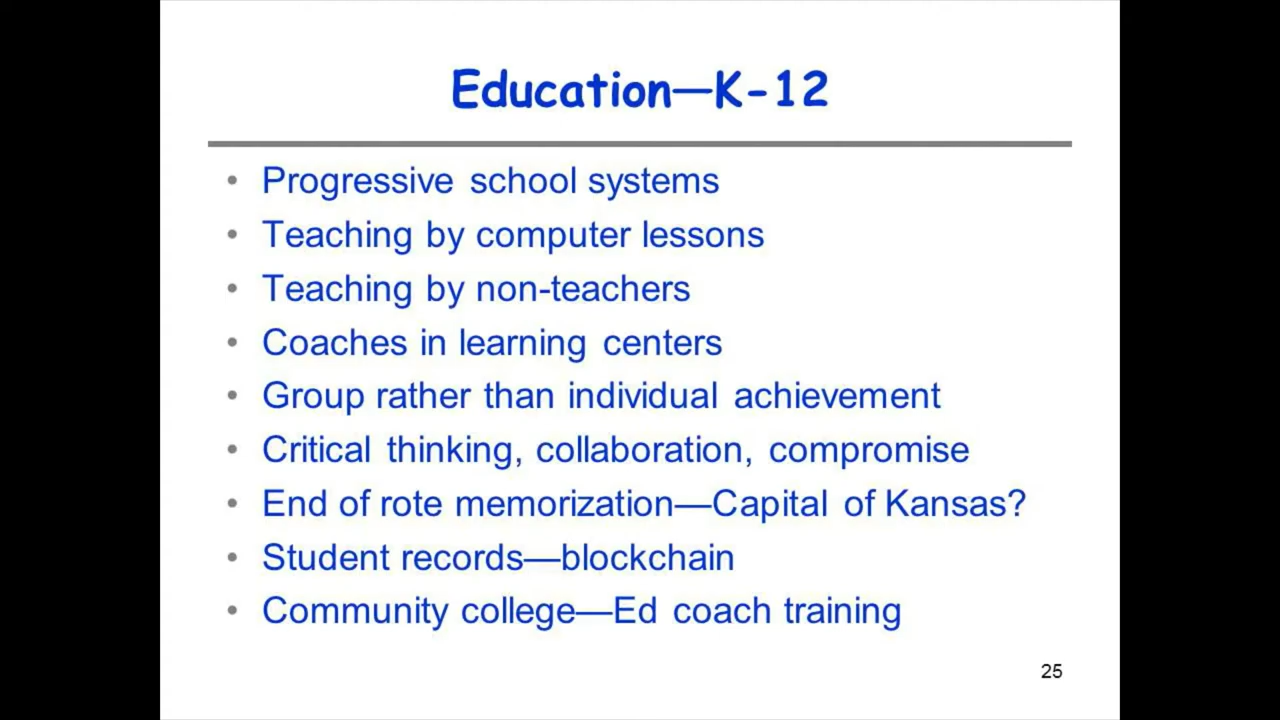 Education—K-12
• Progressive school systems
• Teaching by computer lessons
• Teaching by non-teachers
• Coaches in learning centers
• Group rather than individual achievement
• Critical thinking, collaboration, compromise
• End of rote memorization—Capital of Kansas?
• Student records—blockchain
• Community college—Ed coach training
25